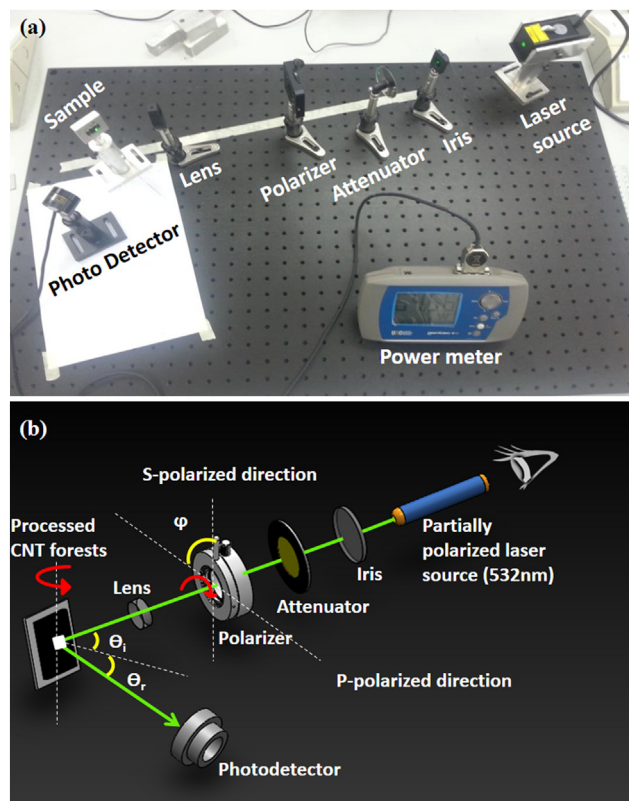 (a)
Sample
Lens
Polarizer
Attenuator
Iris
Laser
source
Photo Detector
Power meter
(b)
S-polarized direction
φ
Processed
CNT forests
Lens
Partially
polarized laser
source (532nm)
Iris
Attenuator
Polarizer
θi
θr
P-polarized direction
Photodetector